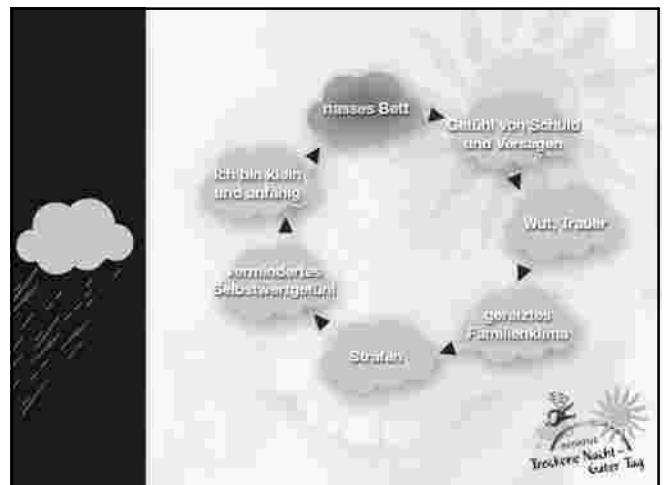 nasses Bett
Gefühl von Schuld
und Versagen
Wut, Trauer
gereiztes
Familienklima
Strafen
vermindertes
Selbstwertgefühl
Ich bin klein
und unfähig
Trockene Nacht –
Guter Tag